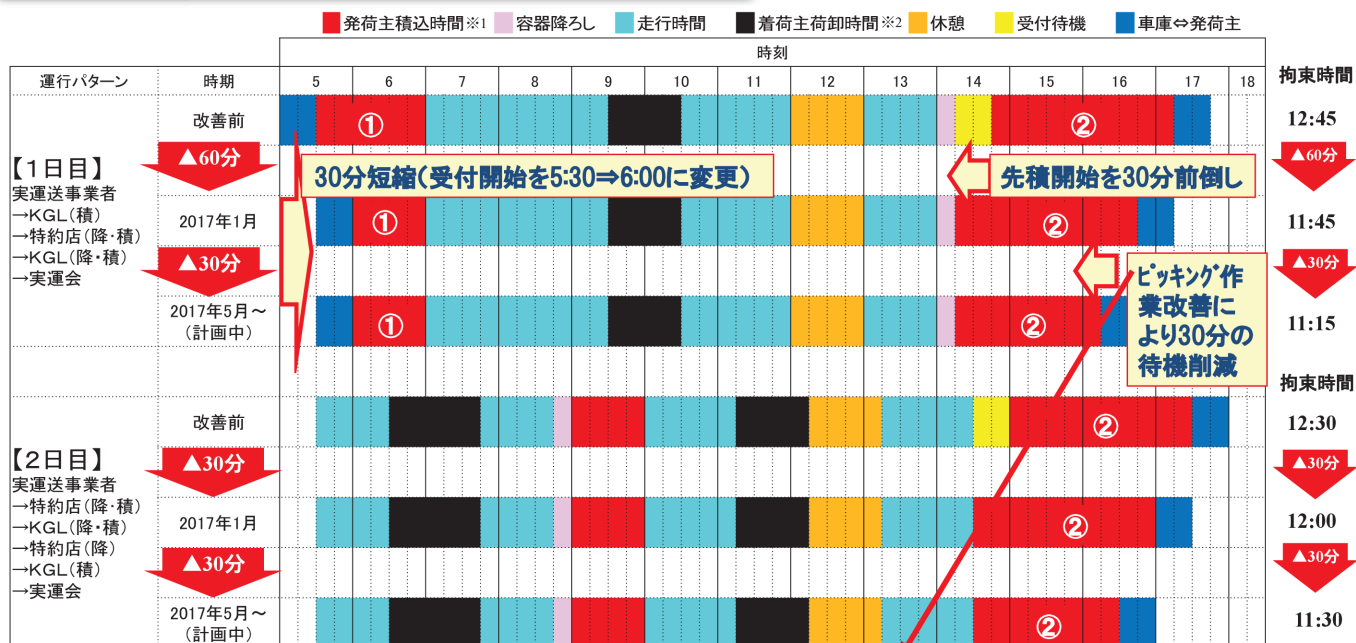 発荷主積込時間※1 容器降ろし 走行時間 着荷主荷卸時間※2 休憩 受付待機 車庫⇔発荷主
時刻
運行パターン 時期 5 6 7 8 9 10 11 12 13 14 15 16 17 18 拘束時間
改善前 ① ② 12:45
▲60分 ▲60分
30分短縮(受付開始を5:30⇒6:00に変更) 先積開始を30分前倒し
【1日目】
実運送事業者
→KGL(積)
→特約店(降・積)
→KGL(降・積)
→実運会
2017年1月 ① ② 11:45
▲30分 ▲30分
ピッキング作
業改善に
より30分の
待機削減
2017年5月～
(計画中) ① ② 11:15
拘束時間
改善前 ② 12:30
▲30分 ▲30分
【2日目】
実運送事業者
→特約店(降・積)
→KGL(降・積)
→特約店(降)
→KGL(積)
→実運会
2017年1月 ② 12:00
▲30分 ▲30分
2017年5月～
(計画中) ② 11:30